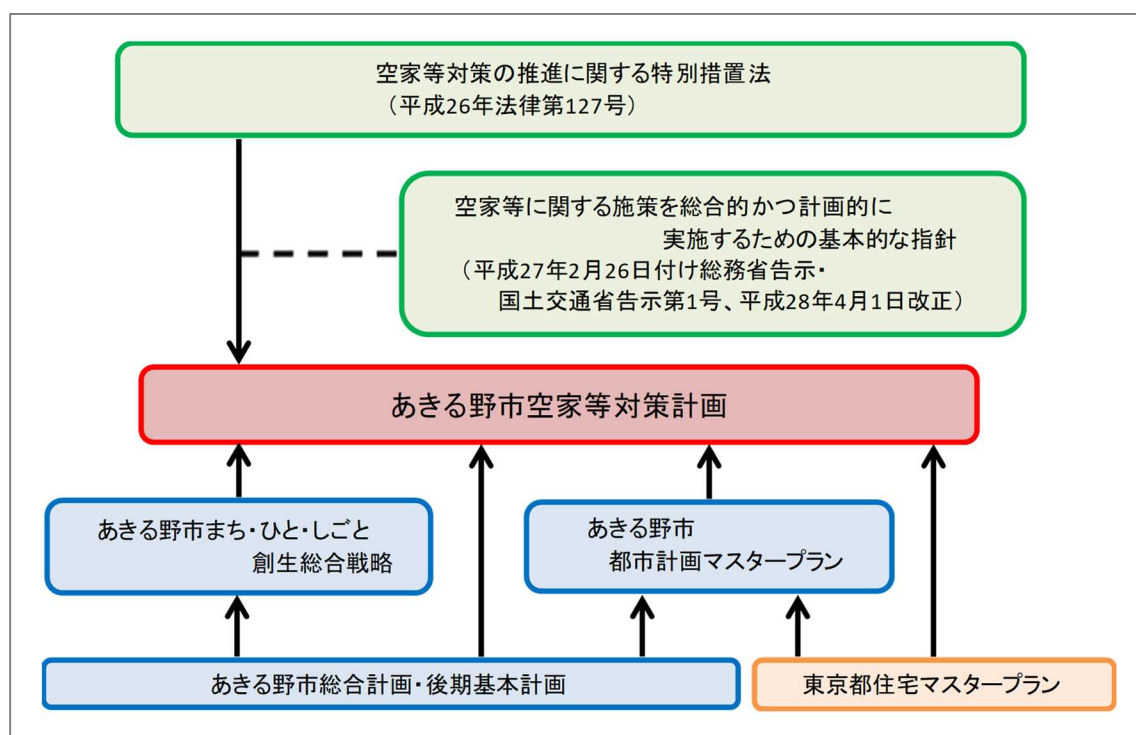 空家等対策の推進に関する特別措置法
（平成26年法律第127号）
空家等に関する施策を総合的かつ計画的に
実施するための基本的な指針
（平成27年2月26日付け総務省告示・
国土交通省告示第1号、平成28年4月1日改正）
あきる野市空家等対策計画
あきる野市まち・ひと・しごと
創生総合戦略
あきる野市
都市計画マスタープラン
あきる野市総合計画・後期基本計画
東京都住宅マスタープラン